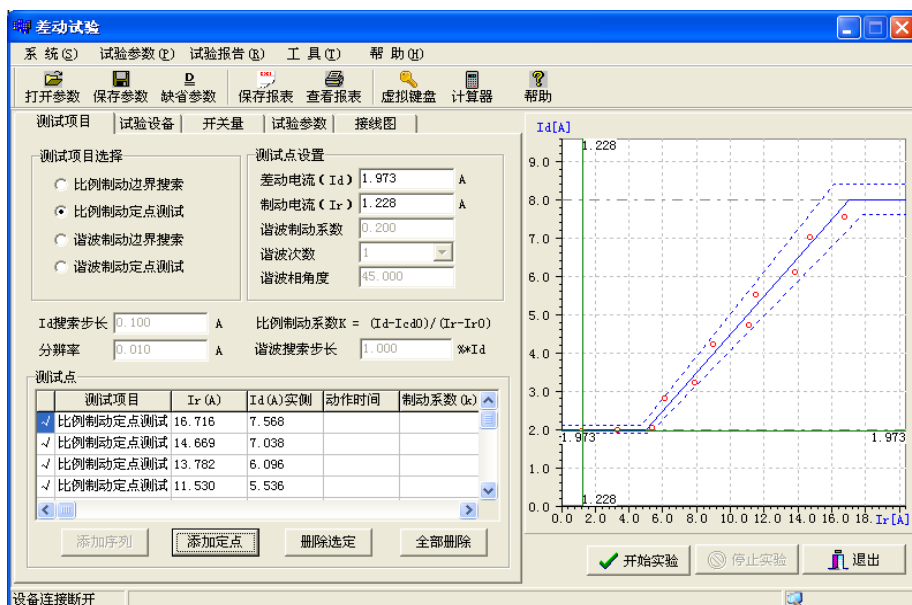 差动试验
系 统(S) 试验参数(P) 试验报告(R) 工 具(T) 帮 助(H)
打开参数 保存参数 缺省参数 保存报表 查看报表 虚拟键盘 计算器 帮助
测试项目 试验设备 开关量 试验参数 接线图
测试项目选择
比例制动边界搜索
比例制动定点测试
谐波制动边界搜索
谐波制动定点测试
测试点设置
差动电流(Id) 1.973 A
制动电流(Ir) 1.228 A
谐波制动系数 0.200
谐波次数 1
谐波相角度 45.000
Id搜索步长 0.100 A 比例制动系数K = (Id-Icd0)/(Ir-Ir0)
分辨率 0.010 A 谐波搜索步长 1.000 %*Id
测试点
测试项目 Ir(A) Id(A)实侧 动作时间 制动系数(k)
√ 比例制动定点测试 16.716 7.568
√ 比例制动定点测试 14.669 7.038
√ 比例制动定点测试 13.782 6.096
√ 比例制动定点测试 11.530 5.536
添加序列 添加定点 删除选定 全部删除
Id[A]
1.228
9.0
8.0
7.0
6.0
5.0
4.0
3.0
2.0
1.973 1.973
1.0
1.228
0.0
0.0 2.0 4.0 6.0 8.0 10.0 12.0 14.0 16.0 18. Ir[A]
开始实验 停止实验 退出
设备连接断开